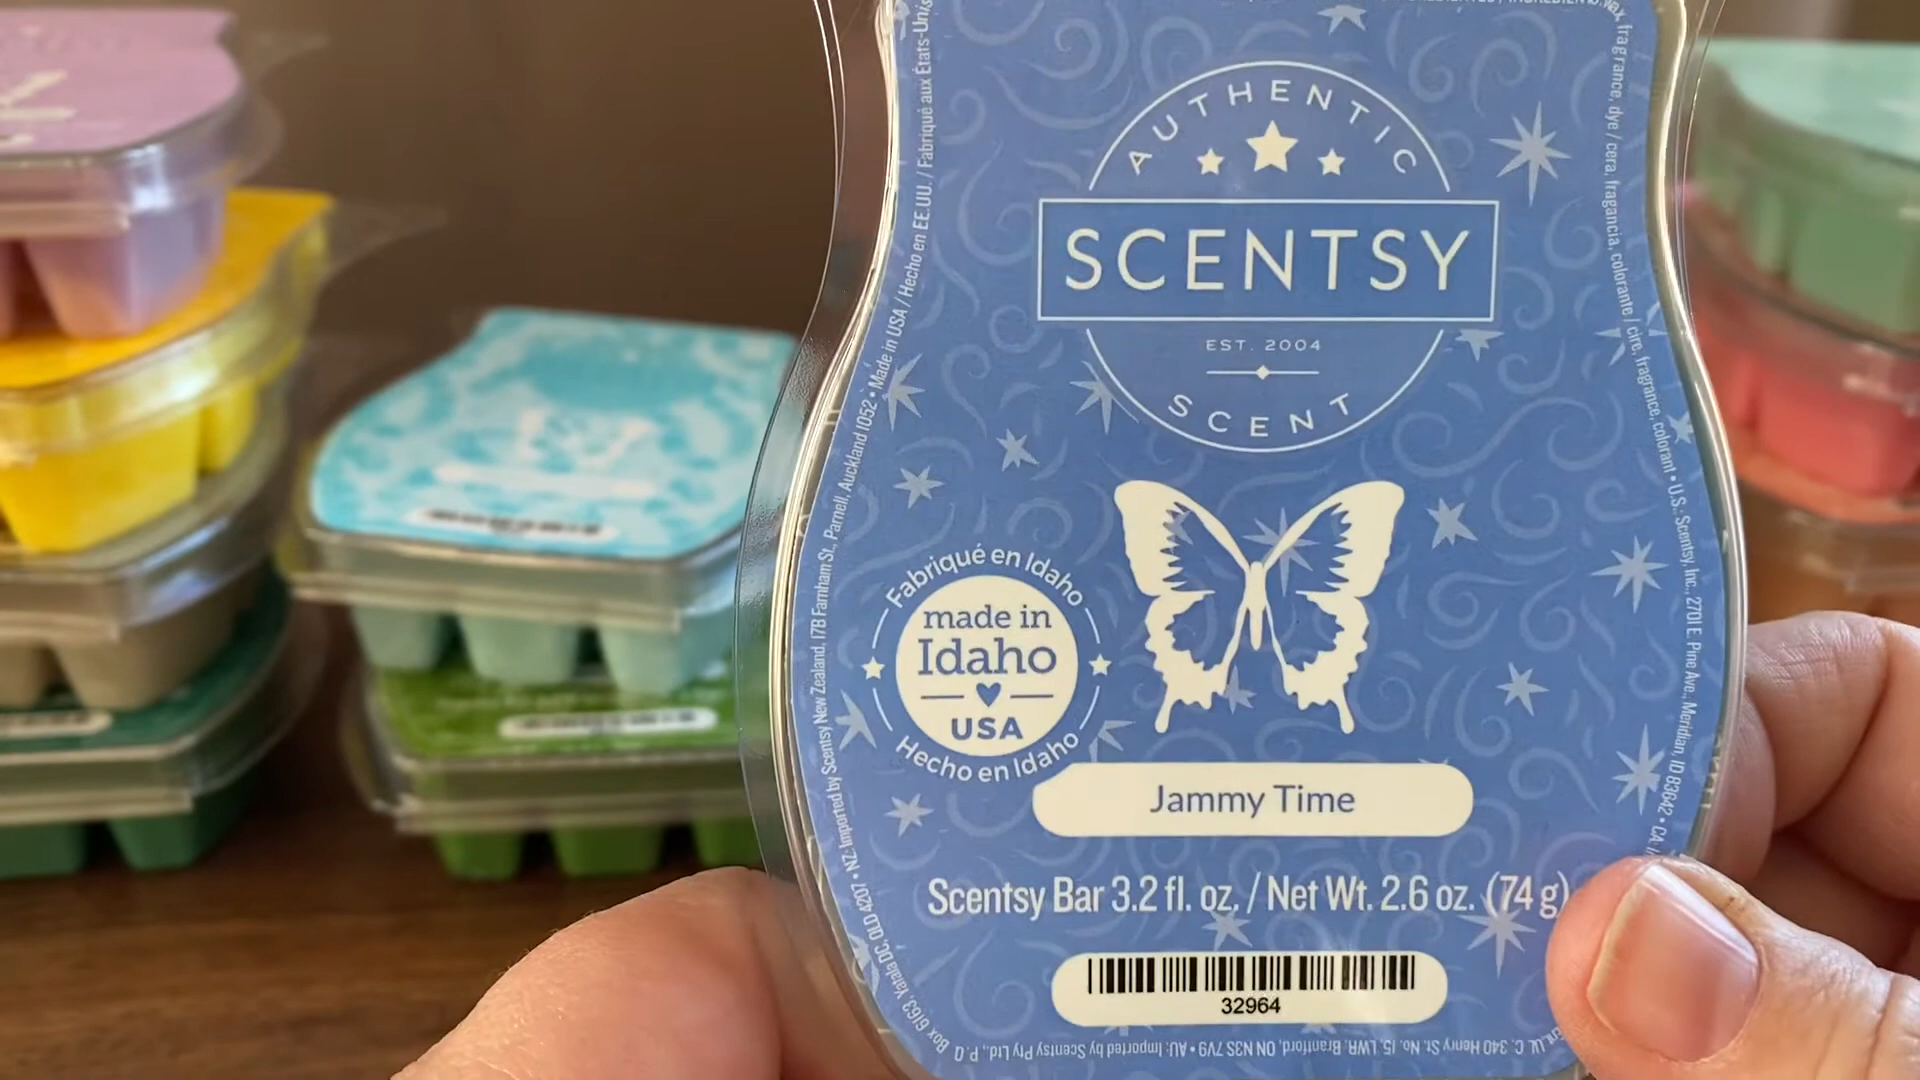 AUTHENTIC
SCENTSY
EST. 2004
SCENT
Fabriqué en Idaho
made in
Idaho
USA
Hecho en Idaho
Jammy Time
Scentsy Bar 3.2 fl. oz. / Net Wt. 2.6 oz. (74 g)
32964
wax, fragrance, dye / cera, fragancia, colorante / cire, fragrance, colorant • U.S.: Scentsy, Inc., 2701 E. Pine Ave., Meridian, ID 83642 • CA:
340 Henry St. No. 15, LWR. Brantford, ON N3S 7V9 • AU: Imported by Scentsy Pty Ltd., P.O.
Box 6163, Yatala DC, QLD 4207 • NZ: Imported by Scentsy New Zealand, 17B Farnham St., Parnell, Auckland 1052 • Made in USA / Hecho en EE.UU. / Fabriqué aux États-Unis